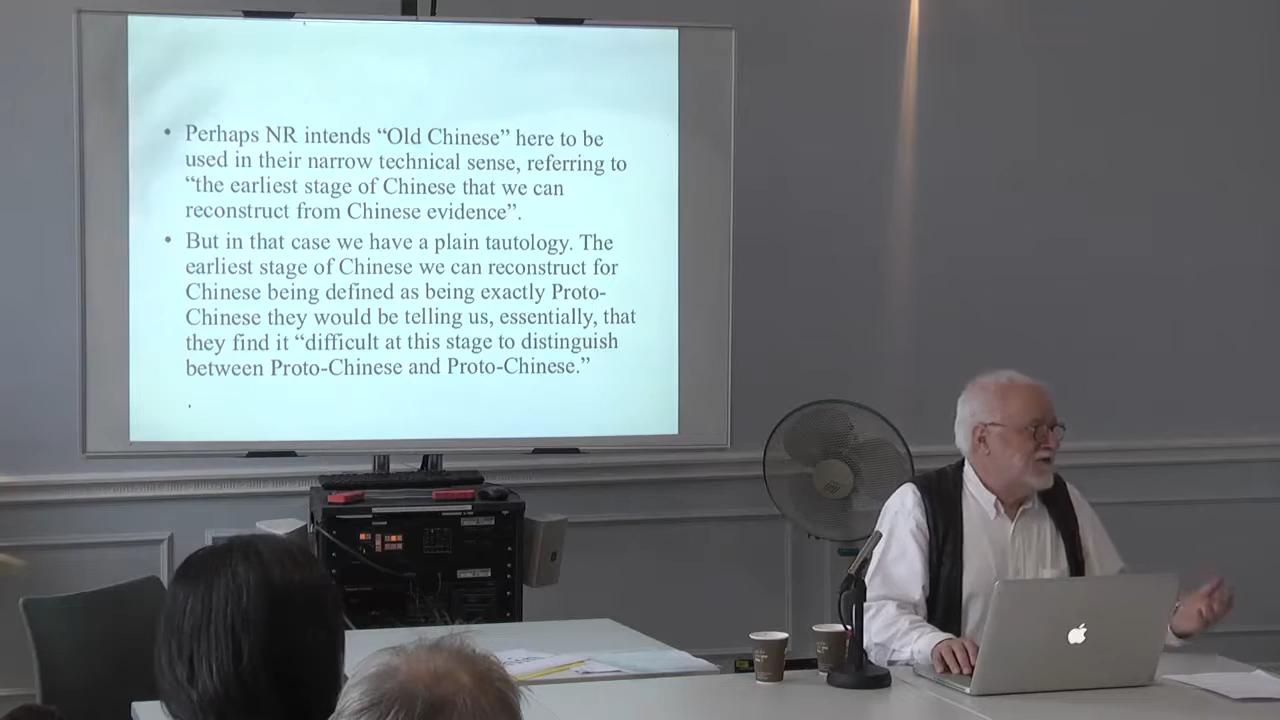 • Perhaps NR intends “Old Chinese” here to be
used in their narrow technical sense, referring to
“the earliest stage of Chinese that we can
reconstruct from Chinese evidence”.
• But in that case we have a plain tautology. The
earliest stage of Chinese we can reconstruct for
Chinese being defined as being exactly Proto-
Chinese they would be telling us, essentially, that
they find it “difficult at this stage to distinguish
between Proto-Chinese and Proto-Chinese.”
.